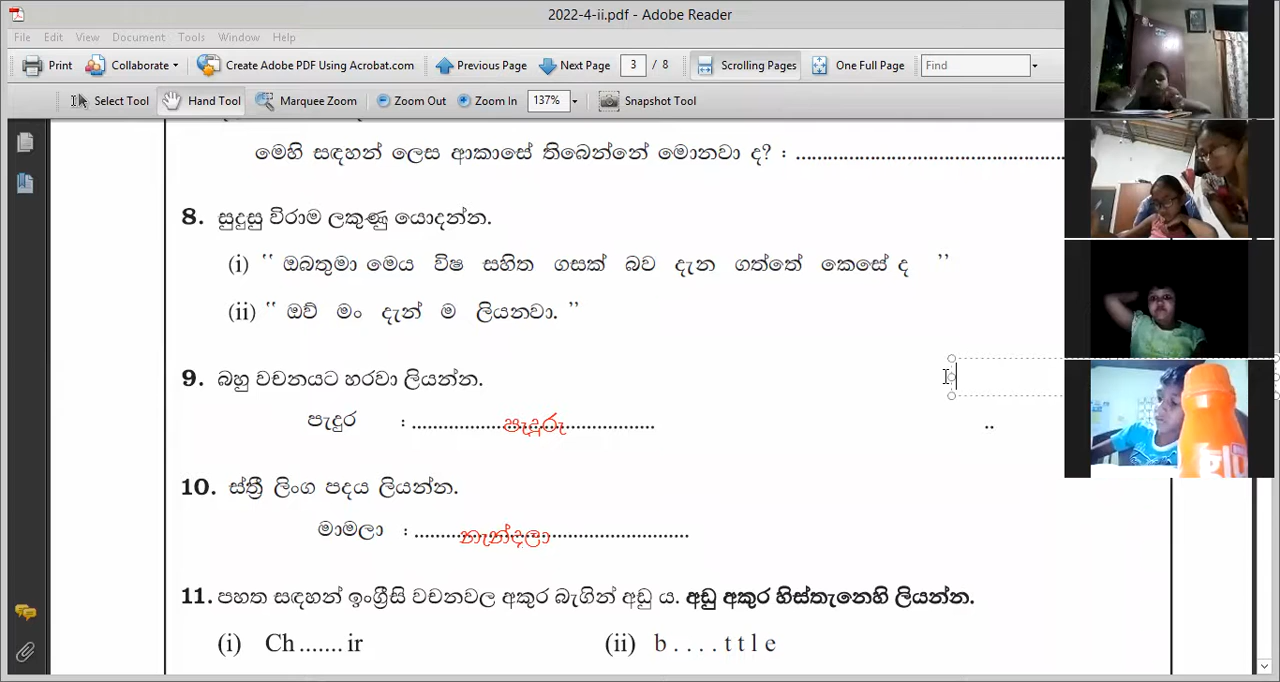 2022-4-ii.pdf - Adobe Reader
File Edit View Document Tools Window Help
Print Collaborate Create Adobe PDF Using Acrobat.com Previous Page Next Page 3 / 8 Scrolling Pages One Full Page Find
Select Tool Hand Tool Marquee Zoom Zoom Out Zoom In 137% Snapshot Tool
මෙහි සඳහන් ලෙස ආකාසේ තිබෙන්නේ මොනවා ද? : ................................................
8. සුදුසු විරාම ලකුණු යොදන්න.
(i) “ ඔබතුමා මෙය විෂ සහිත ගසක් බව දැන ගත්තේ කෙසේ ද ”
(ii) “ ඔව් මං දැන් ම ලියනවා. ”
9. බහු වචනයට හරවා ලියන්න.
පැදුර : ................පැදුරු................ ..
10. ස්ත්‍රී ලිංග පදය ලියන්න.
මාමලා : .........නැන්දලා..........................
11. පහත සඳහන් ඉංග්‍රීසි වචනවල අකුර බැගින් අඩු ය. අඩු අකුර හිස්තැනෙහි ලියන්න.
(i) Ch ....... ir (ii) b . . . . t t l e